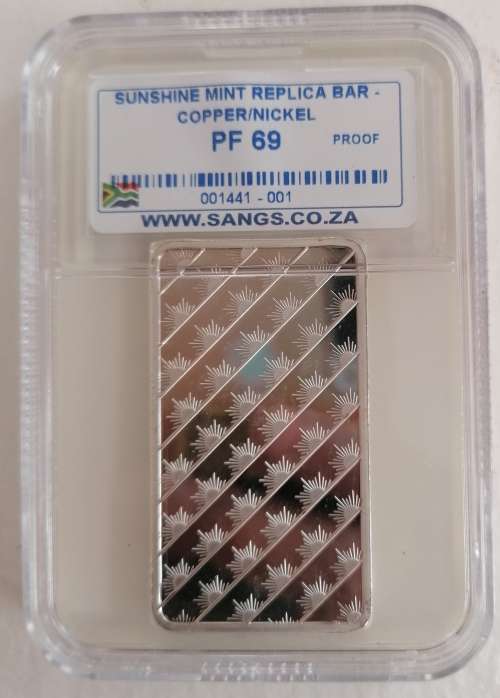 SUNSHINE MINT REPLICA BAR -
COPPER/NICKEL
PF 69 PROOF
001441 - 001
WWW.SANGS.CO.ZA